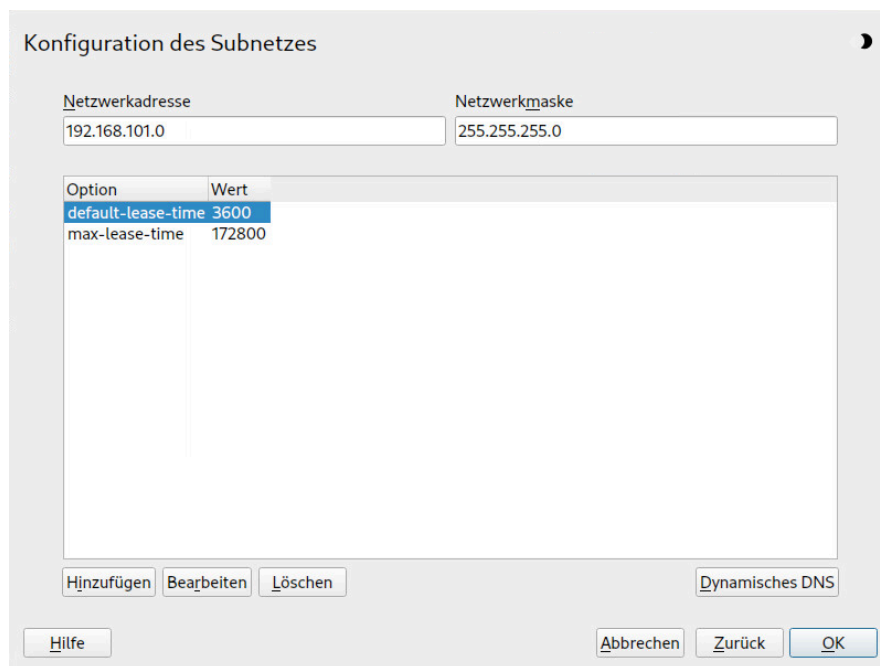 Konfiguration des Subnetzes
Netzwerkadresse Netzwerkmaske
192.168.101.0 255.255.255.0
Option Wert
default-lease-time 3600
max-lease-time 172800
Hinzufügen Bearbeiten Löschen Dynamisches DNS
Hilfe Abbrechen Zurück OK